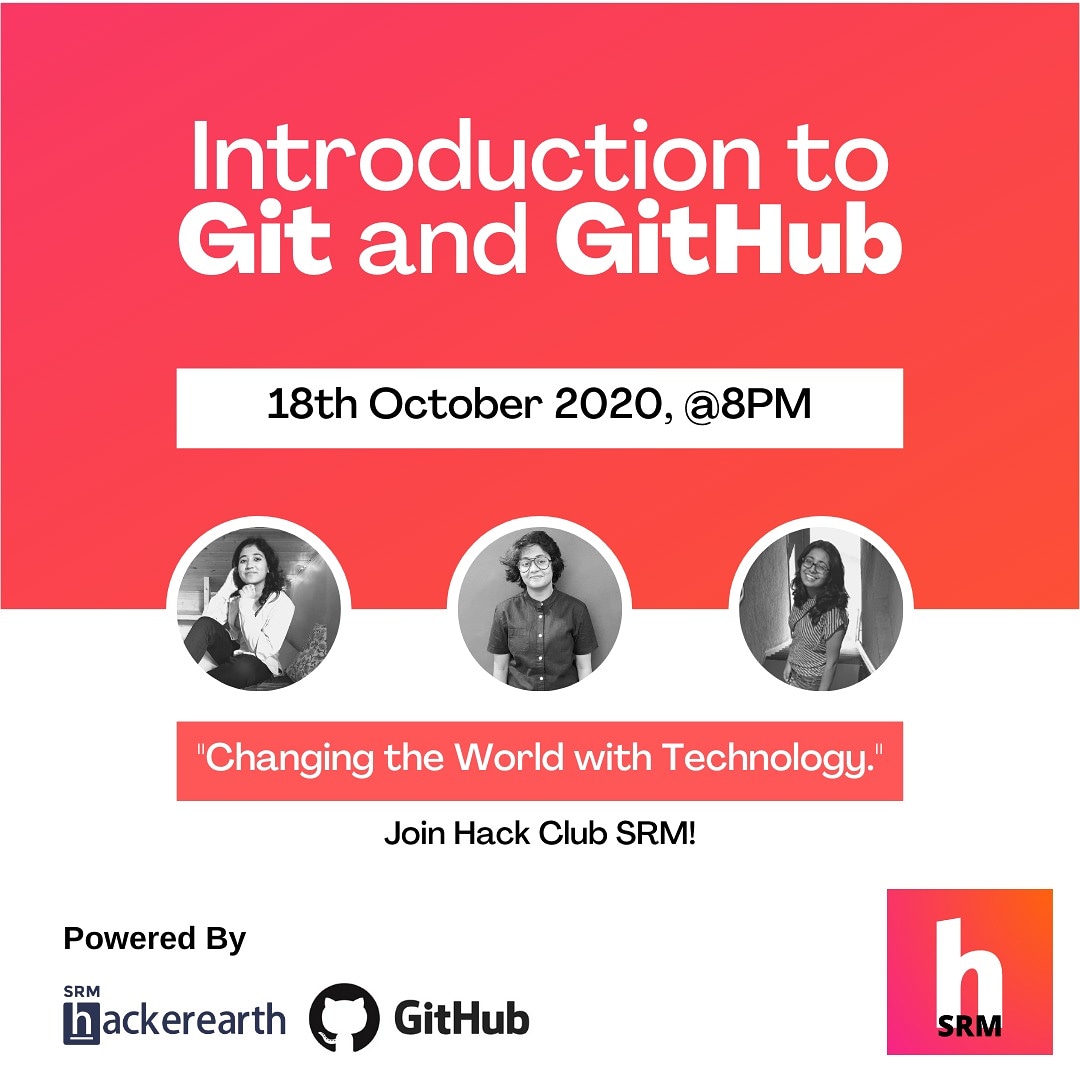 Introduction to
Git and GitHub
18th October 2020, @8PM
"Changing the World with Technology."
Join Hack Club SRM!
Powered By
SRM
hackerearth
GitHub
h
SRM